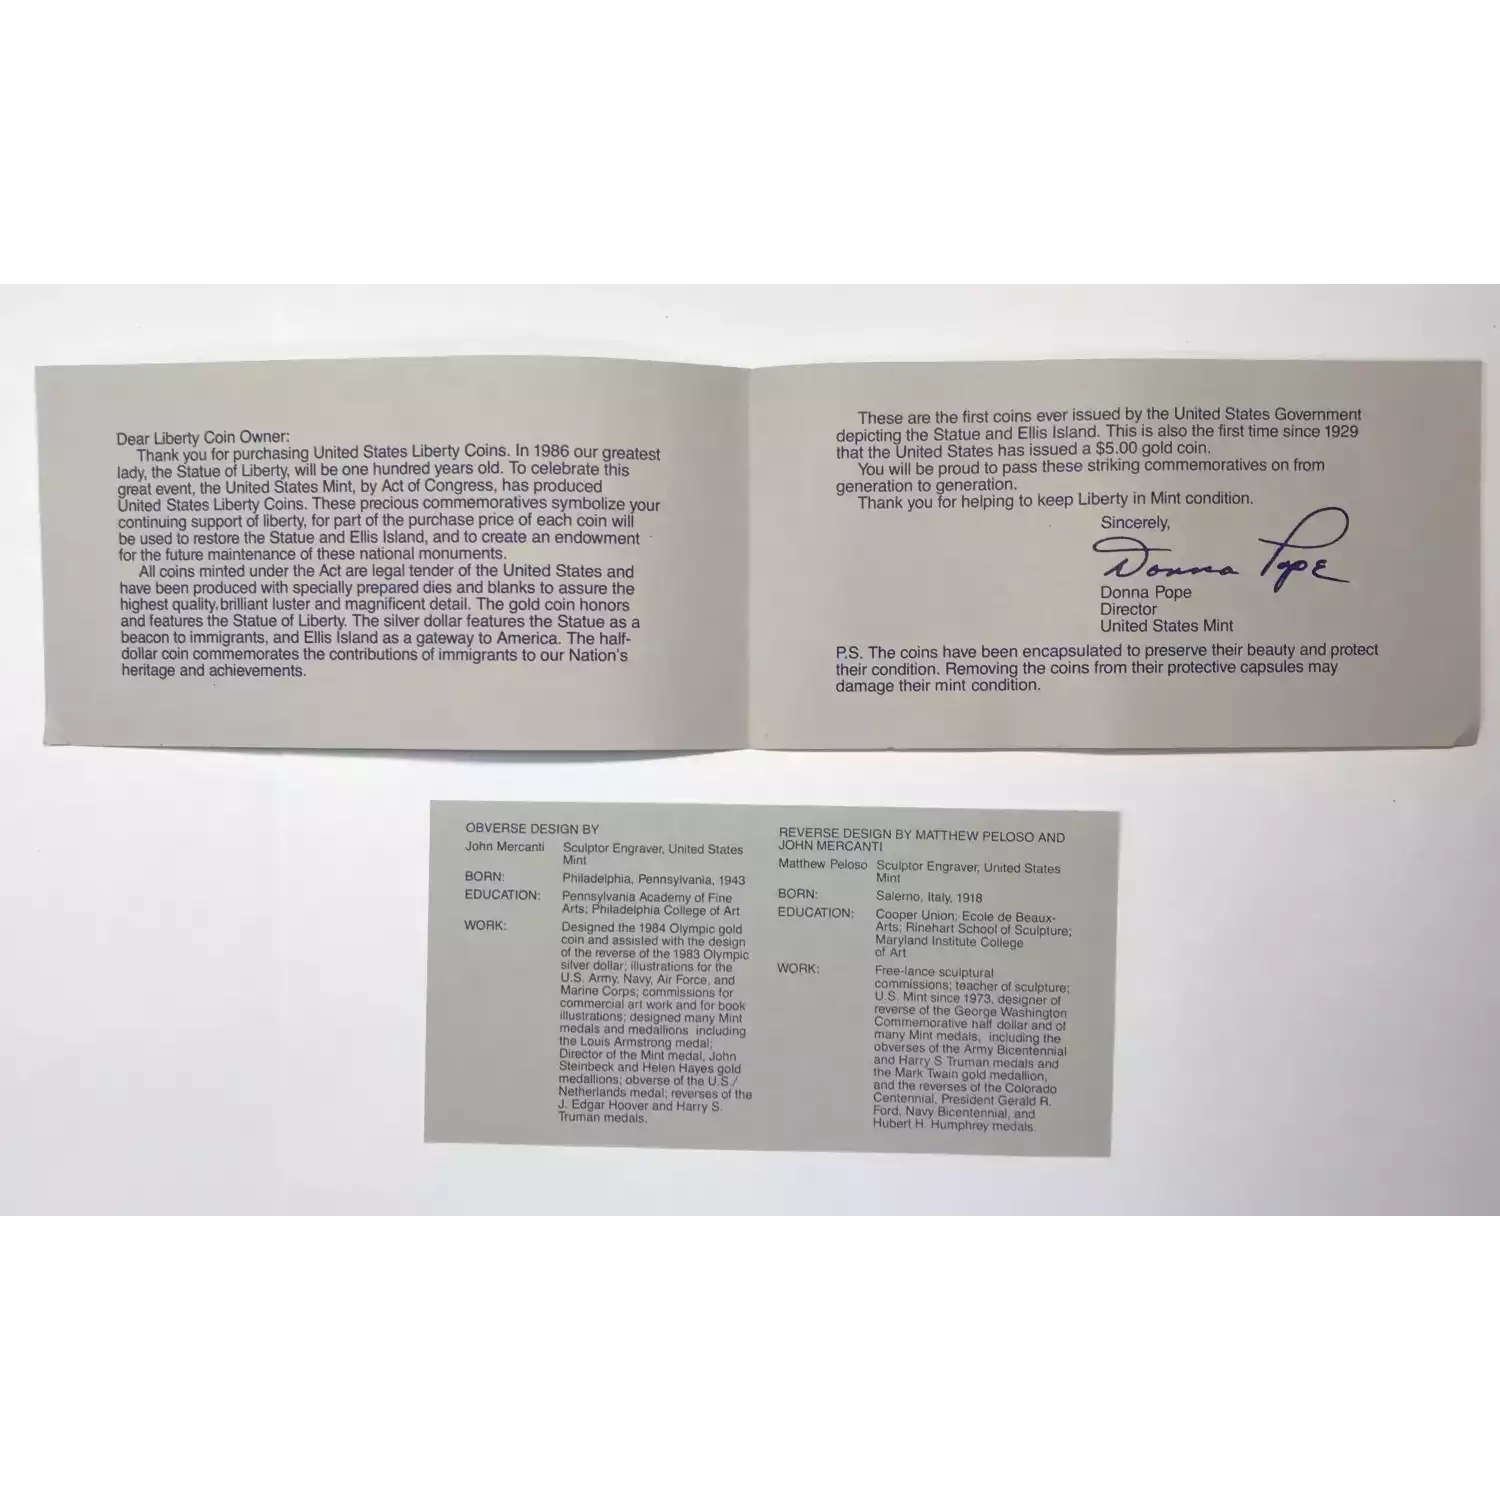 Dear Liberty Coin Owner:
Thank you for purchasing United States Liberty Coins. In 1986 our greatest
lady, the Statue of Liberty, will be one hundred years old. To celebrate this
great event, the United States Mint, by Act of Congress, has produced
United States Liberty Coins. These precious commemoratives symbolize your
continuing support of liberty, for part of the purchase price of each coin will
be used to restore the Statue and Ellis Island, and to create an endowment
for the future maintenance of these national monuments.
All coins minted under the Act are legal tender of the United States and
have been produced with specially prepared dies and blanks to assure the
highest quality, brilliant luster and magnificent detail. The gold coin honors
and features the Statue of Liberty. The silver dollar features the Statue as a
beacon to immigrants, and Ellis Island as a gateway to America. The half-
dollar coin commemorates the contributions of immigrants to our Nation's
heritage and achievements.
These are the first coins ever issued by the United States Government
depicting the Statue and Ellis Island. This is also the first time since 1929
that the United States has issued a $5.00 gold coin.
You will be proud to pass these striking commemoratives on from
generation to generation.
Thank you for helping to keep Liberty in Mint condition.
Sincerely,
Donna Pope
Donna Pope
Director
United States Mint
P.S. The coins have been encapsulated to preserve their beauty and protect
their condition. Removing the coins from their protective capsules may
damage their mint condition.
OBVERSE DESIGN BY
John Mercanti Sculptor Engraver, United States
Mint
BORN: Philadelphia, Pennsylvania, 1943
EDUCATION: Pennsylvania Academy of Fine
Arts; Philadelphia College of Art
WORK: Designed the 1984 Olympic gold
coin and assisted with the design
of the reverse of the 1983 Olympic
silver dollar; illustrations for the
U.S. Army, Navy, Air Force, and
Marine Corps; commissions for
commercial art work and for book
illustrations; designed many Mint
medals and medallions including
the Louis Armstrong medal;
Director of the Mint medal, John
Steinbeck and Helen Hayes gold
medallions; obverse of the U.S./
Netherlands medal; reverses of the
J. Edgar Hoover and Harry S.
Truman medals.
REVERSE DESIGN BY MATTHEW PELOSO AND
JOHN MERCANTI
Matthew Peloso Sculptor Engraver, United States
Mint
BORN: Salerno, Italy, 1918
EDUCATION: Cooper Union; Ecole de Beaux-
Arts; Rinehart School of Sculpture;
Maryland Institute College
of Art
WORK: Free-lance sculptural
commissions; teacher of sculpture;
U.S. Mint since 1973, designer of
reverse of the George Washington
Commemorative half dollar and of
many Mint medals, including the
obverses of the Army Bicentennial
and Harry S Truman medals and
the Mark Twain gold medallion,
and the reverses of the Colorado
Centennial, President Gerald R.
Ford, Navy Bicentennial, and
Hubert H. Humphrey medals.